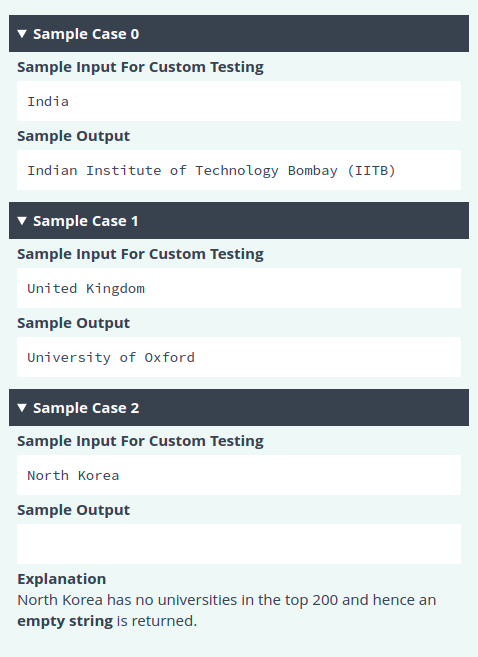 ▼ Sample Case 0
Sample Input For Custom Testing
India
Sample Output
Indian Institute of Technology Bombay (IITB)
▼ Sample Case 1
Sample Input For Custom Testing
United Kingdom
Sample Output
University of Oxford
▼ Sample Case 2
Sample Input For Custom Testing
North Korea
Sample Output
Explanation
North Korea has no universities in the top 200 and hence an
empty string is returned.